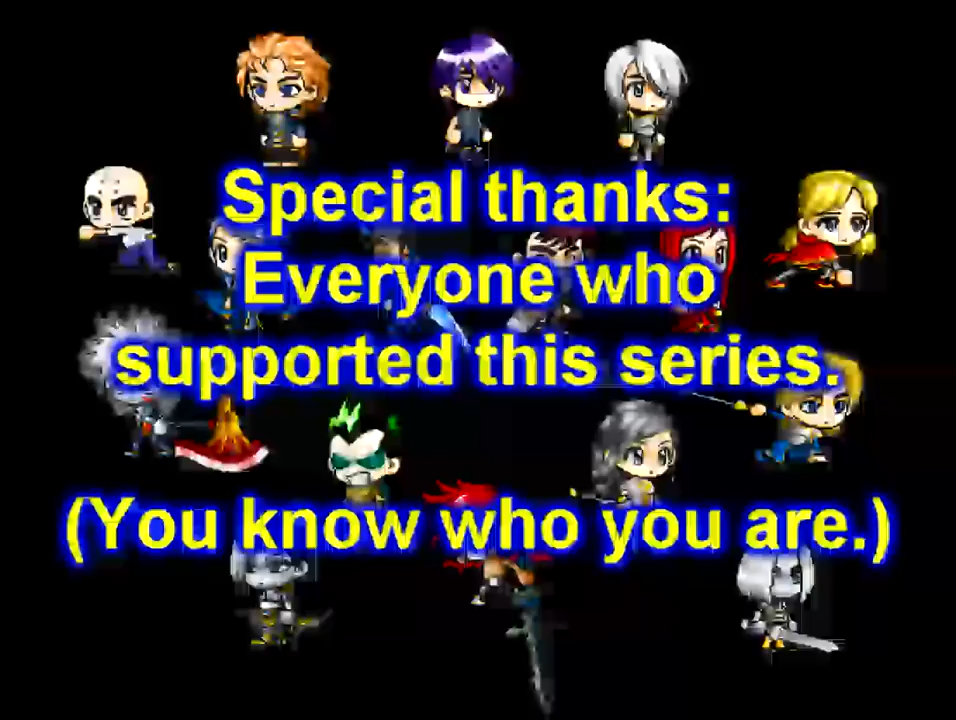 Special thanks:
Everyone who
supported this series.
(You know who you are.)